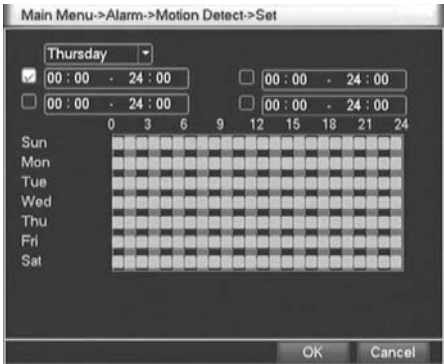 Main Menu->Alarm->Motion Detect->Set
Thursday
00 : 00 - 24 : 00 00 : 00 - 24 : 00
00 : 00 - 24 : 00 00 : 00 - 24 : 00
0 3 6 9 12 15 18 21 24
Sun
Mon
Tue
Wed
Thu
Fri
Sat
OK Cancel